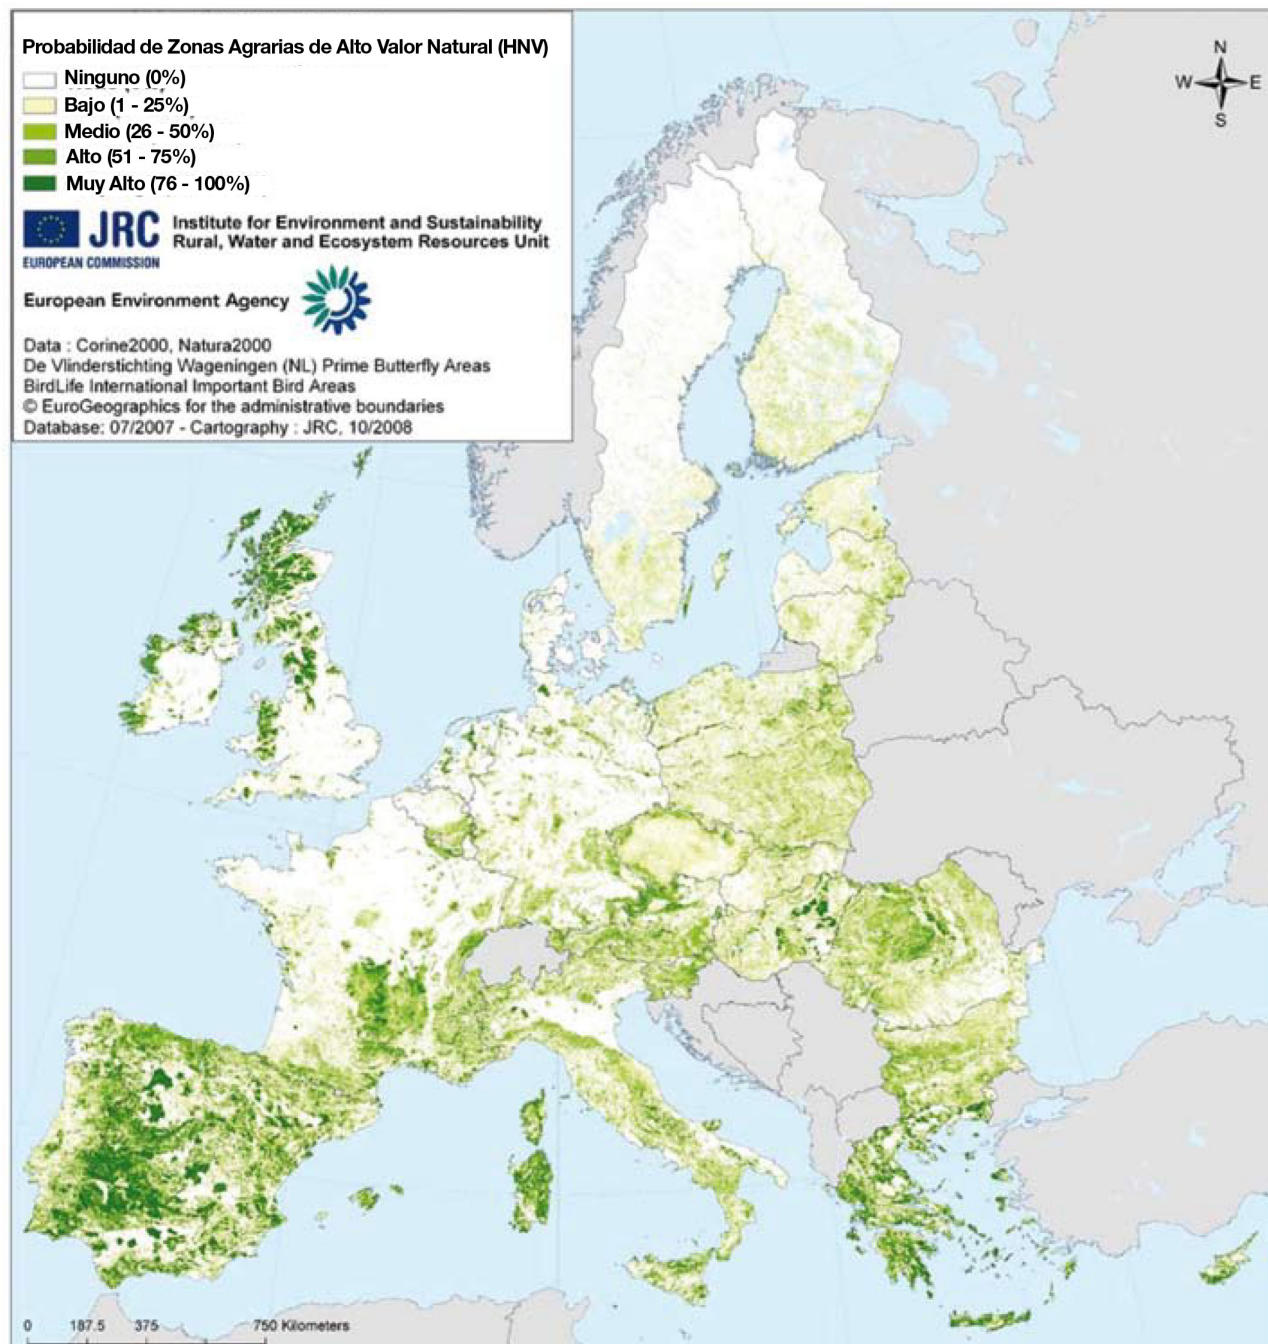 Probabilidad de Zonas Agrarias de Alto Valor Natural (HNV)
Ninguno (0%)
Bajo (1 - 25%)
Medio (26 - 50%)
Alto (51 - 75%)
Muy Alto (76 - 100%)
JRC
EUROPEAN COMMISSION
Institute for Environment and Sustainability
Rural, Water and Ecosystem Resources Unit
European Environment Agency
Data : Corine2000, Natura2000
De Vlinderstichting Wageningen (NL) Prime Butterfly Areas
BirdLife International Important Bird Areas
© EuroGeographics for the administrative boundaries
Database: 07/2007 - Cartography : JRC, 10/2008
N
W E
S
0 187.5 375 750 Kilometers